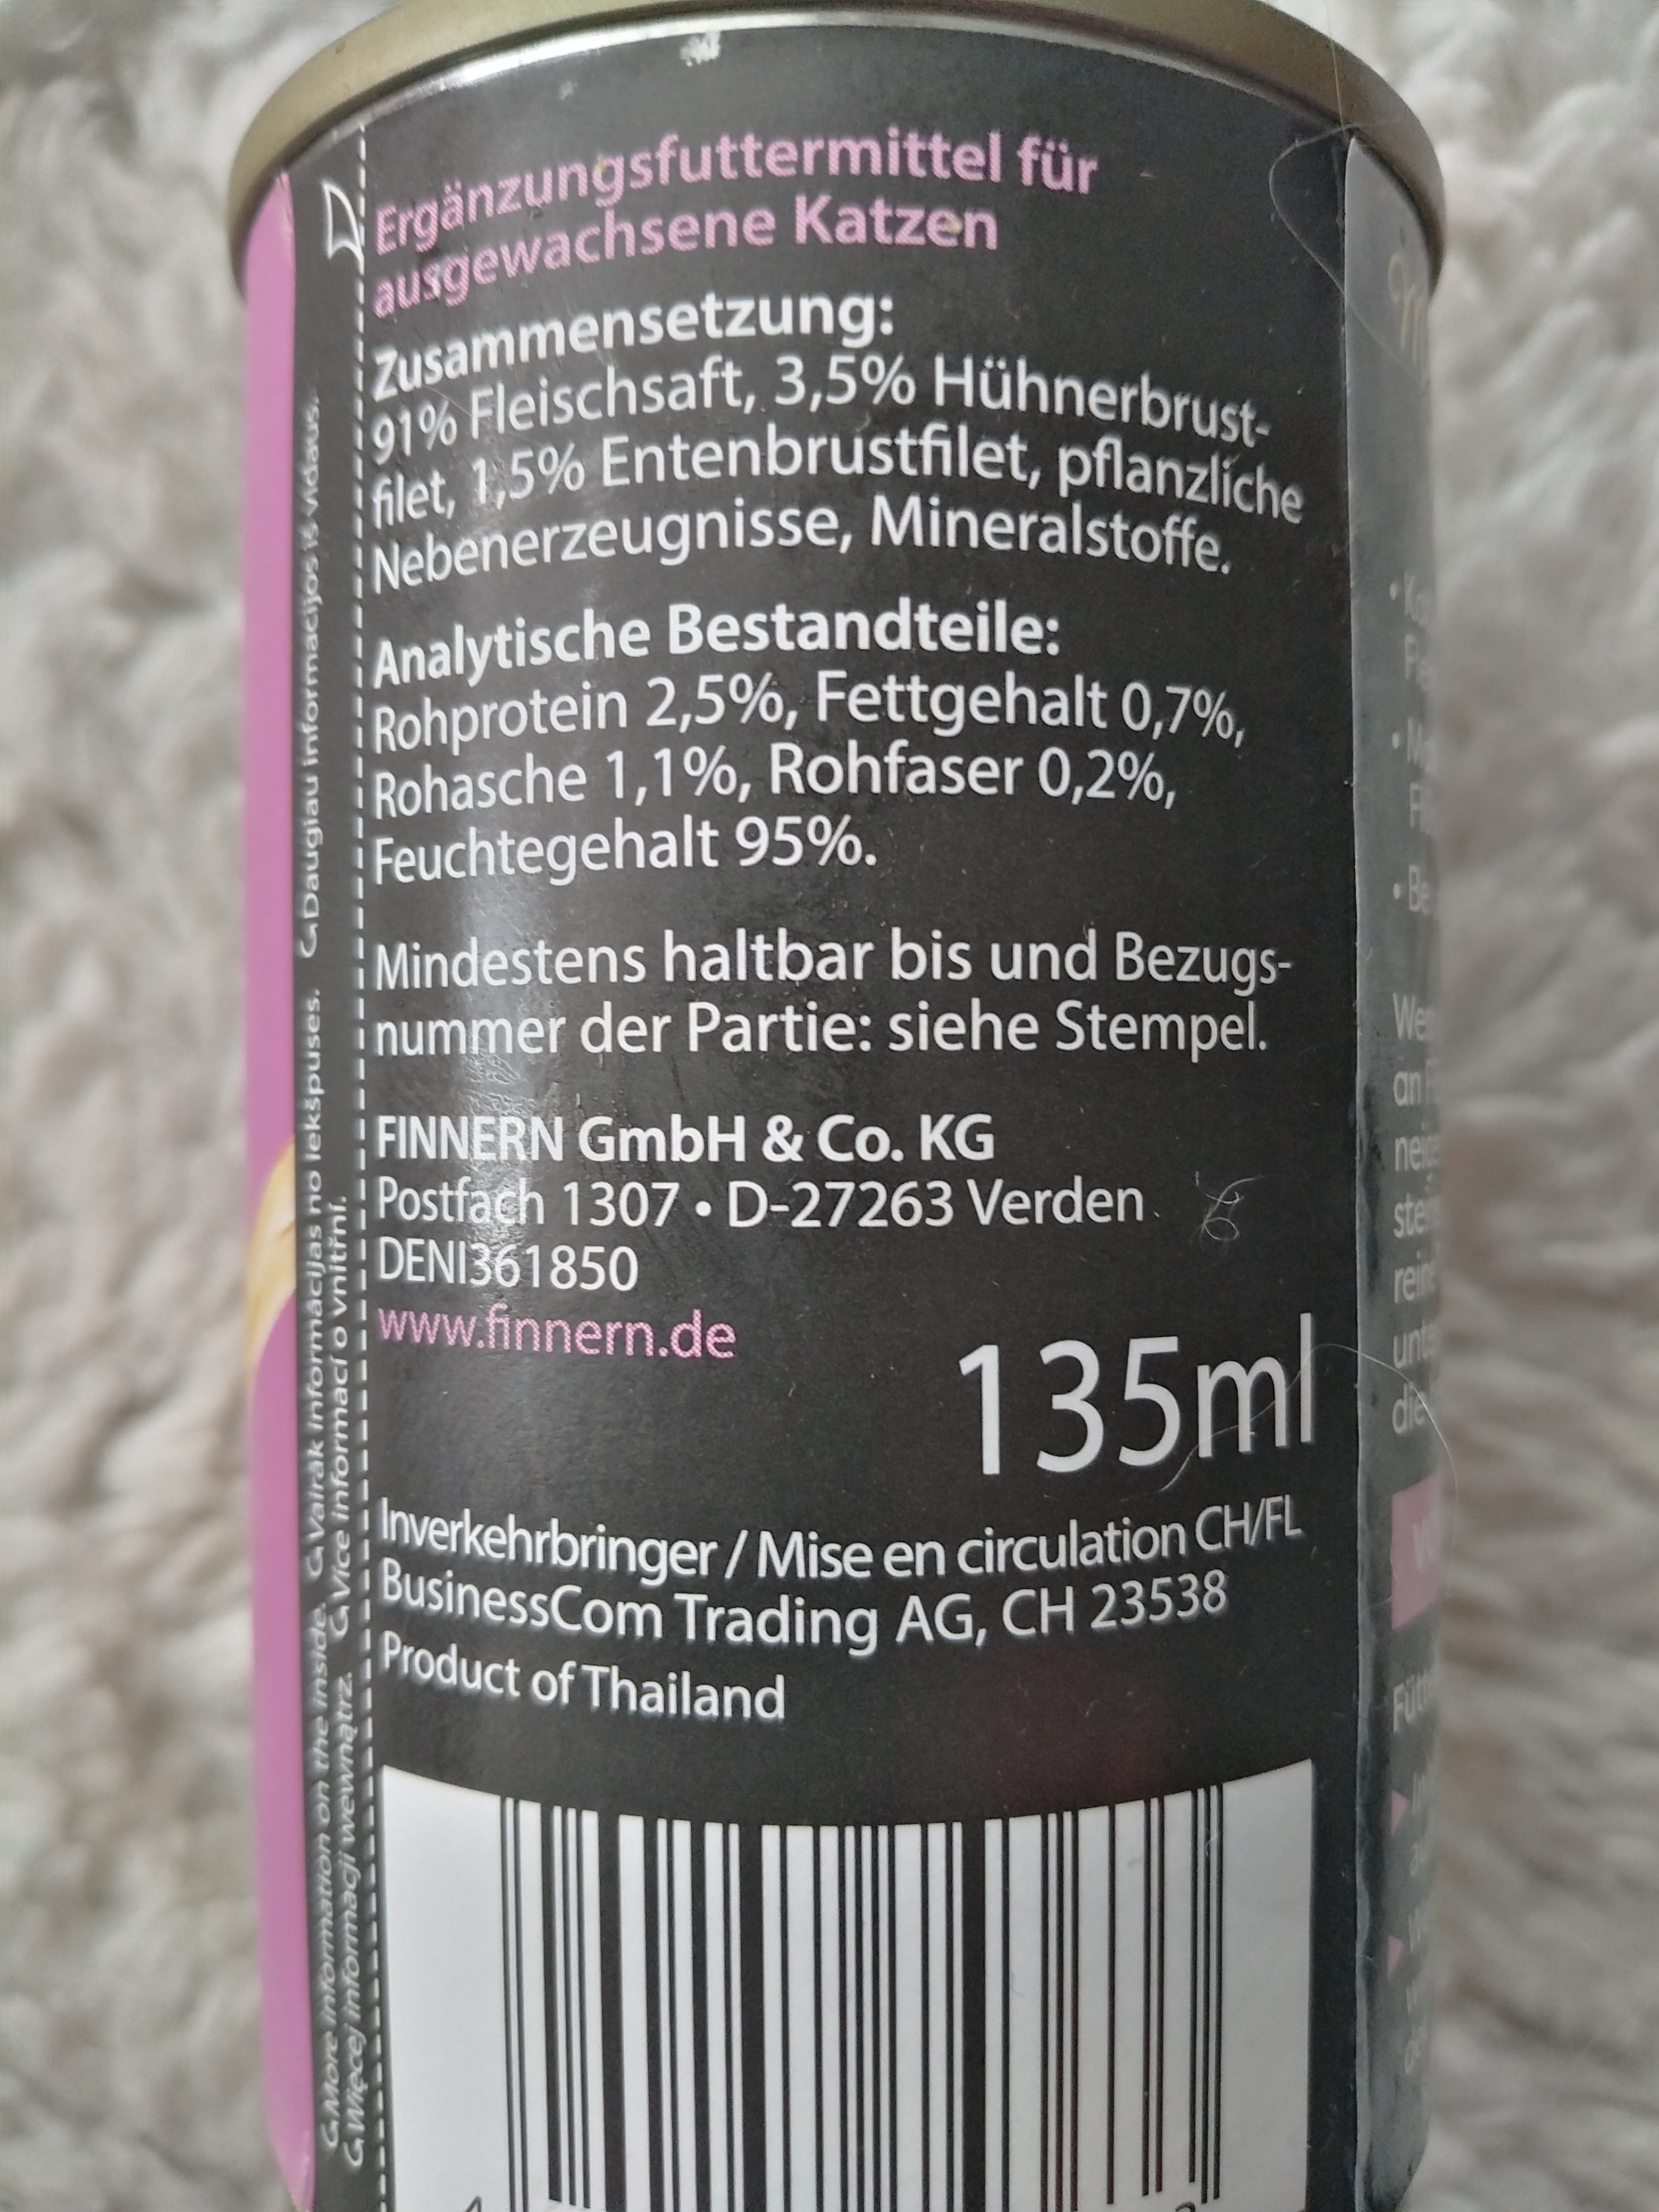 Ergänzungsfuttermittel für
ausgewachsene Katzen
Zusammensetzung:
91% Fleischsaft, 3,5% Hühnerbrust-
filet, 1,5% Entenbrustfilet, pflanzliche
Nebenerzeugnisse, Mineralstoffe.
Analytische Bestandteile:
Rohprotein 2,5%, Fettgehalt 0,7%,
Rohasche 1,1%, Rohfaser 0,2%,
Feuchtegehalt 95%.
Mindestens haltbar bis und Bezugs-
nummer der Partie: siehe Stempel.
FINNERN GmbH & Co. KG
Postfach 1307 • D-27263 Verden
DENI361850
www.finnern.de
135ml
Inverkehrbringer / Mise en circulation CH/FL
BusinessCom Trading AG, CH 23538
Product of Thailand
More information on the inside. Vairāk informācijas no iekšpuses. Daugiau informacijos iš vidaus.
Więcej informacji wewnątrz. Více informací o vnitřní.